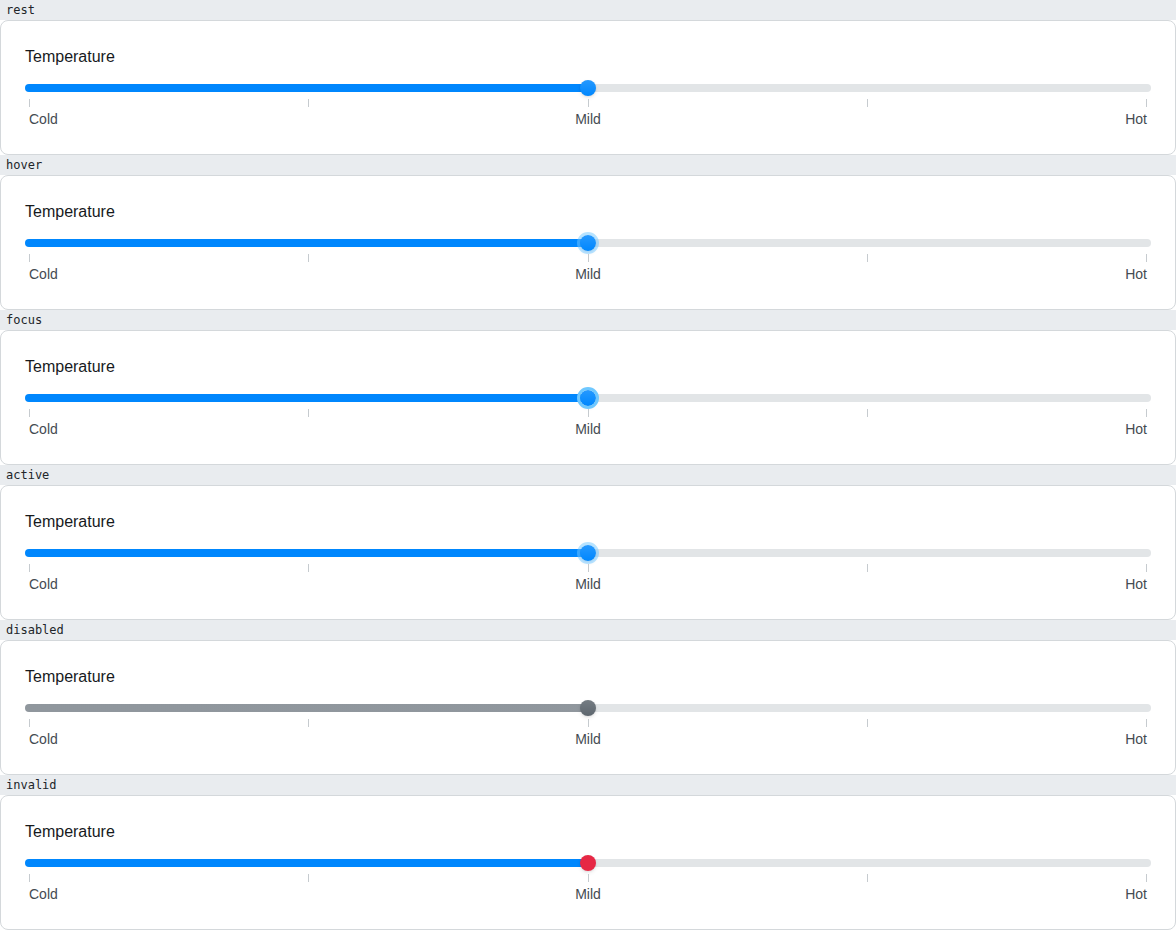 rest
Temperature
Cold Mild Hot
hover
Temperature
Cold Mild Hot
focus
Temperature
Cold Mild Hot
active
Temperature
Cold Mild Hot
disabled
Temperature
Cold Mild Hot
invalid
Temperature
Cold Mild Hot